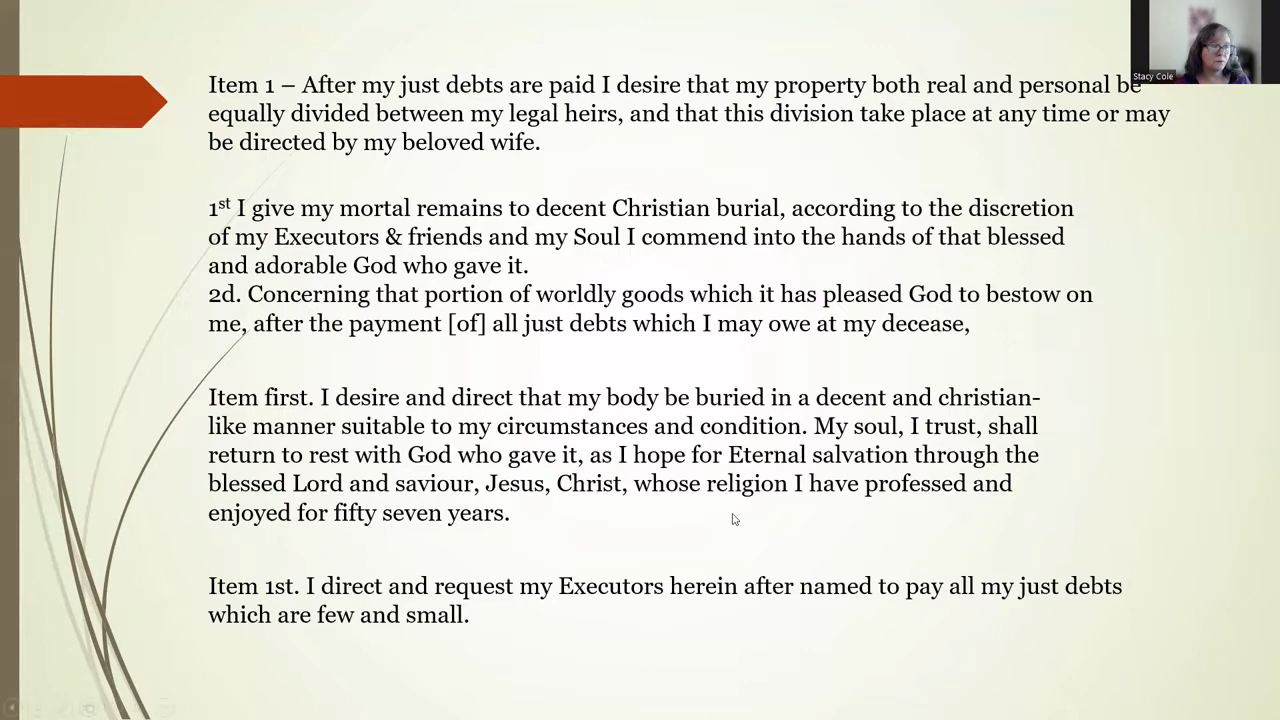 Stacy Cole
Item 1 – After my just debts are paid I desire that my property both real and personal be
equally divided between my legal heirs, and that this division take place at any time or may
be directed by my beloved wife.
1st I give my mortal remains to decent Christian burial, according to the discretion
of my Executors & friends and my Soul I commend into the hands of that blessed
and adorable God who gave it.
2d. Concerning that portion of worldly goods which it has pleased God to bestow on
me, after the payment [of] all just debts which I may owe at my decease,
Item first. I desire and direct that my body be buried in a decent and christian-
like manner suitable to my circumstances and condition. My soul, I trust, shall
return to rest with God who gave it, as I hope for Eternal salvation through the
blessed Lord and saviour, Jesus, Christ, whose religion I have professed and
enjoyed for fifty seven years.
Item 1st. I direct and request my Executors herein after named to pay all my just debts
which are few and small.